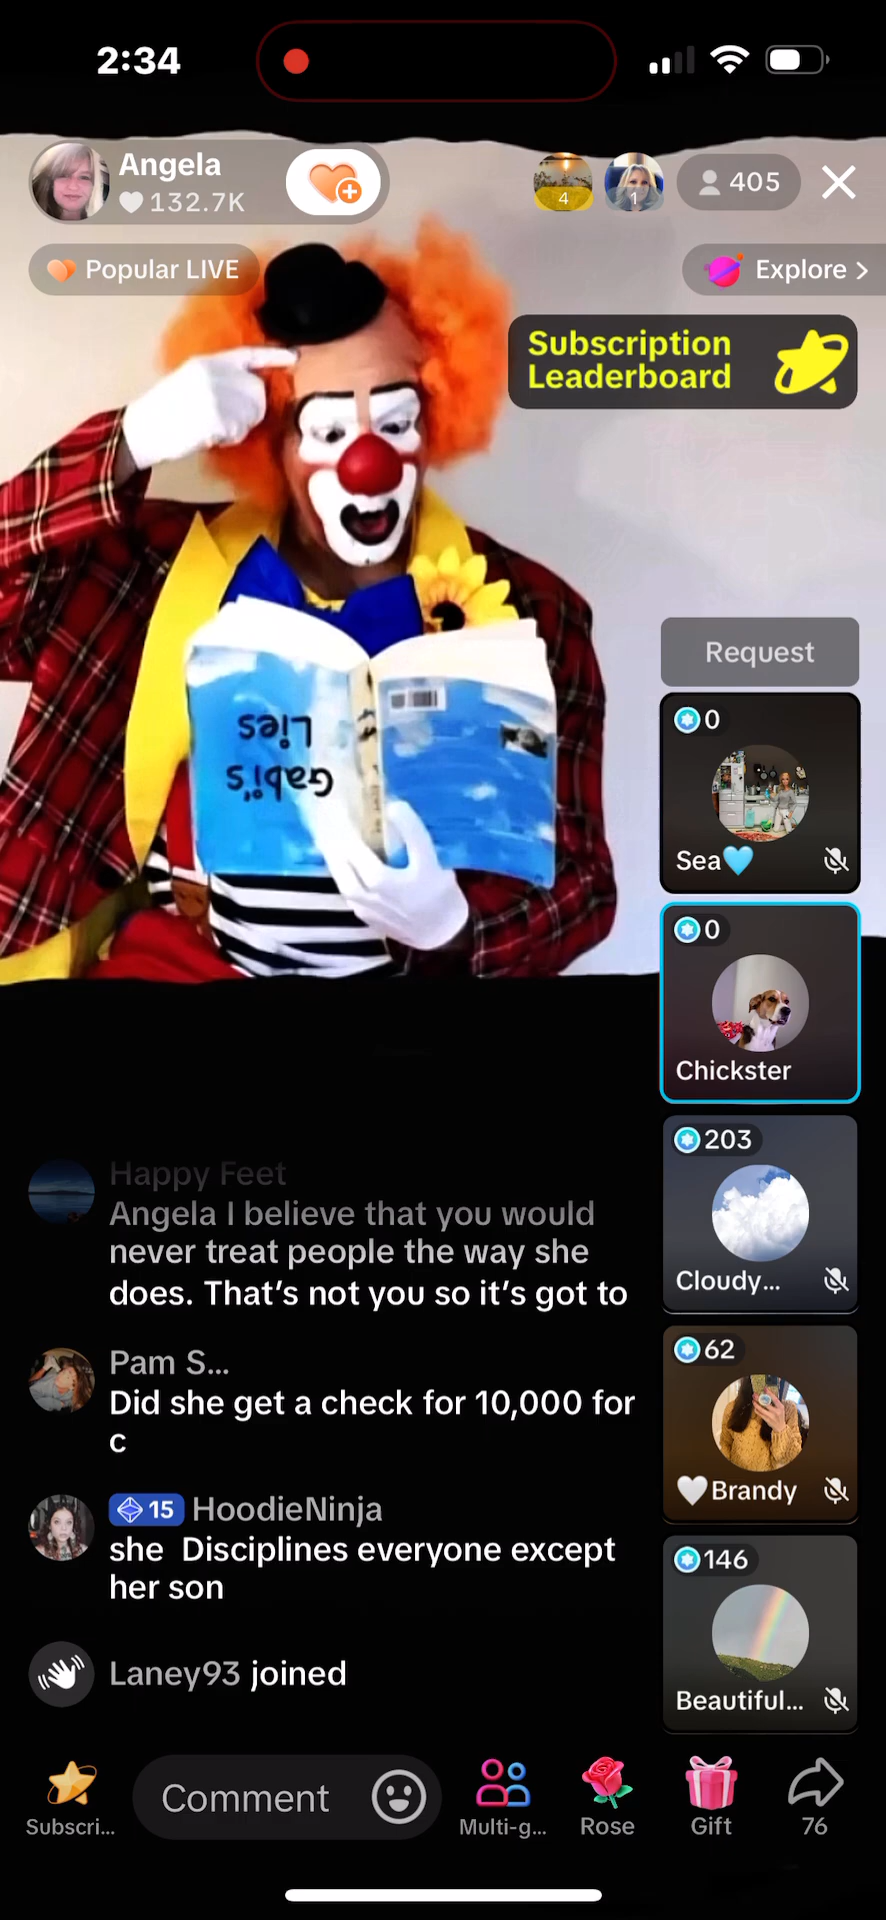 2:34
Angela
132.7K
4
1
405
Popular LIVE
Explore >
Subscription
Leaderboard
Gabi's
Lies
Request
0
Sea
0
Chickster
203
Cloudy...
62
Brandy
146
Beautiful...
Happy Feet
Angela I believe that you would
never treat people the way she
does. That's not you so it's got to
Pam S...
Did she get a check for 10,000 for
c
15 HoodieNinja
she  Disciplines everyone except
her son
Laney93 joined
Subscri...
Comment
Multi-g...
Rose
Gift
76